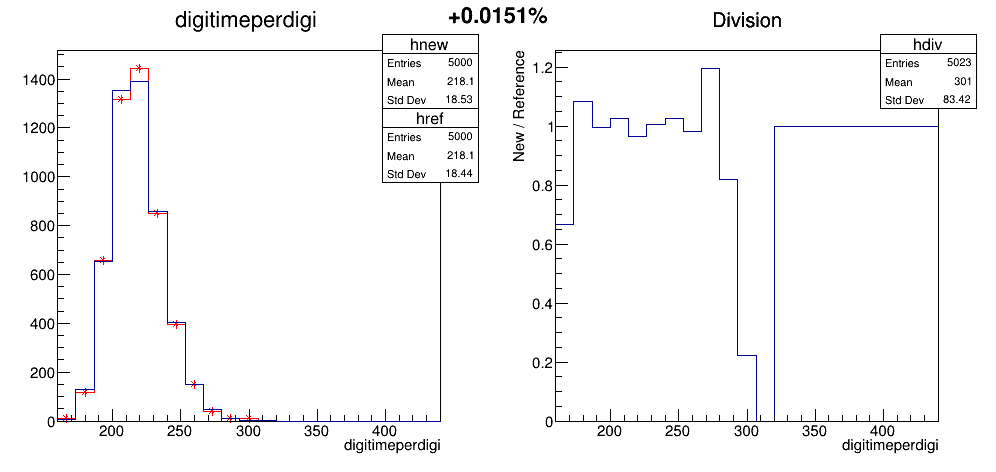 +0.0151%
digitimeperdigi
hnew
Entries 5000
Mean 218.1
Std Dev 18.53
href
Entries 5000
Mean 218.1
Std Dev 18.44
1400
1200
1000
800
600
400
200
0
200 250 300 350 400
digitimeperdigi
Division
hdiv
Entries 5023
Mean 301
Std Dev 83.42
New / Reference
1.2
1
0.8
0.6
0.4
0.2
0
200 250 300 350 400
digitimeperdigi